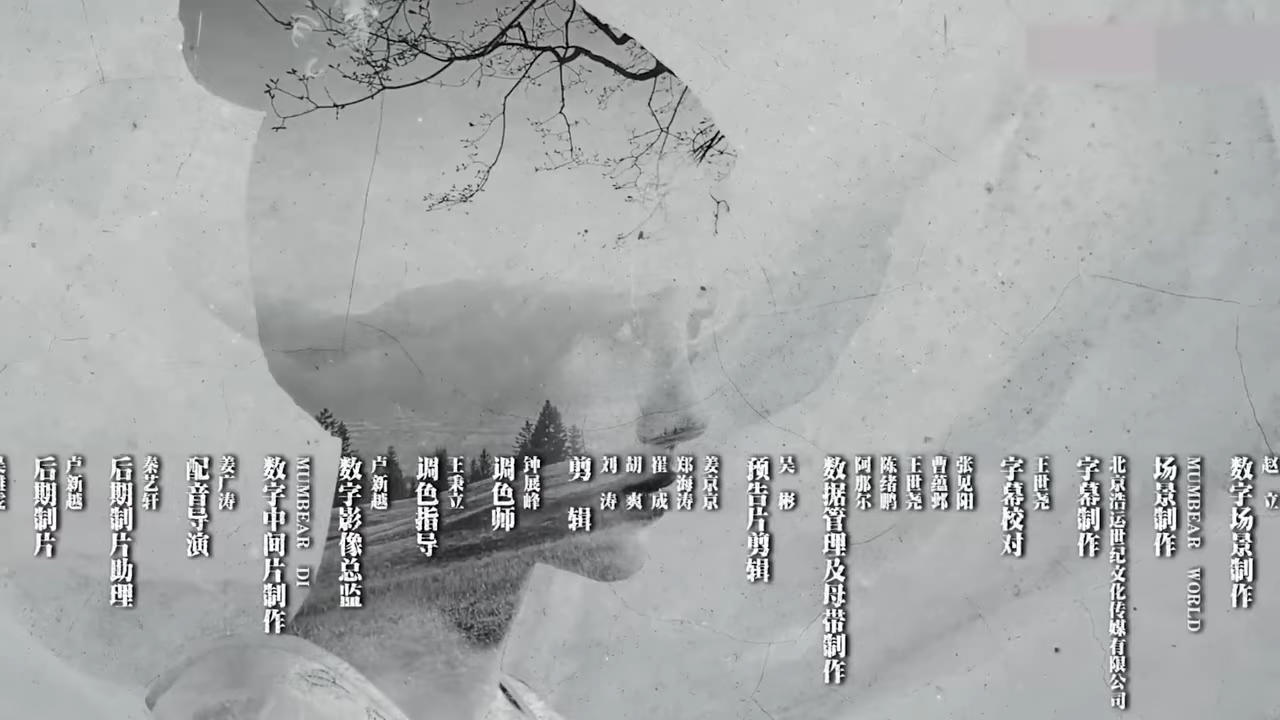 后期制片
卢新越
后期制片助理
秦艺轩
配音导演
姜广涛
数字中间片制作
MUMBEAR DI
数字影像总监
卢新越
调色指导
王秉立
调色师
钟展峰
剪 辑
刘 涛
胡 爽
崔 成
郑海涛
姜京京
预告片剪辑
吴 彬
数据管理及母带制作
阿那尔
陈绪鹏
王世尧
张见阳
字幕校对
王世尧
字幕制作
北京浩运世纪文化传媒有限公司
场景制作
MUMBEAR WORLD
数字场景制作
赵 立